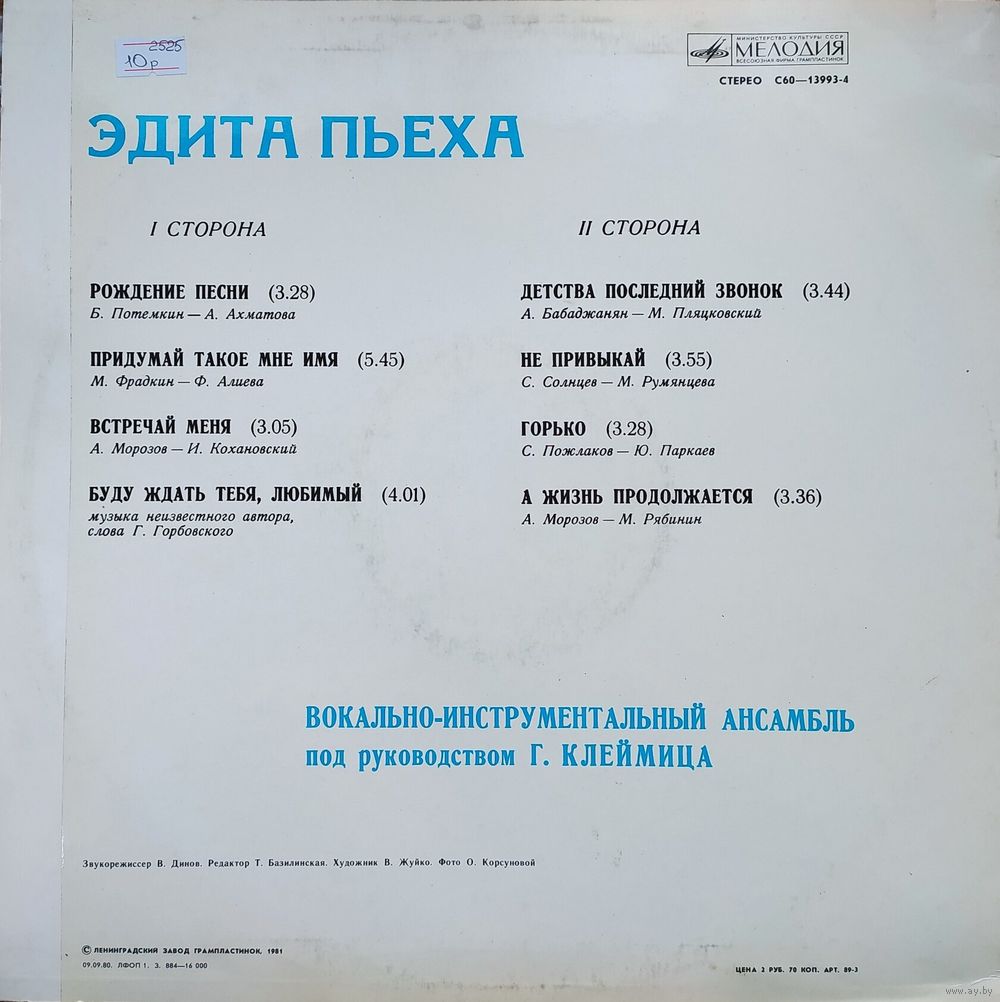 2525
10р
МИНИСТЕРСТВО КУЛЬТУРЫ СССР
МЕЛОДИЯ
ВСЕСОЮЗНАЯ ФИРМА ГРАМПЛАСТИНОК
СТЕРЕО С60—13993-4
ЭДИТА ПЬЕХА
I СТОРОНА
РОЖДЕНИЕ ПЕСНИ (3.28)
Б. Потемкин — А. Ахматова
ПРИДУМАЙ ТАКОЕ МНЕ ИМЯ (5.45)
М. Фрадкин — Ф. Алиева
ВСТРЕЧАЙ МЕНЯ (3.05)
А. Морозов — И. Кохановский
БУДУ ЖДАТЬ ТЕБЯ, ЛЮБИМЫЙ (4.01)
музыка неизвестного автора,
слова Г. Горбовского
II СТОРОНА
ДЕТСТВА ПОСЛЕДНИЙ ЗВОНОК (3.44)
А. Бабаджанян — М. Пляцковский
НЕ ПРИВЫКАЙ (3.55)
С. Солнцев — М. Румянцева
ГОРЬКО (3.28)
С. Пожлаков — Ю. Паркаев
А ЖИЗНЬ ПРОДОЛЖАЕТСЯ (3.36)
А. Морозов — М. Рябинин
ВОКАЛЬНО-ИНСТРУМЕНТАЛЬНЫЙ АНСАМБЛЬ
под руководством Г. КЛЕЙМИЦА
Звукорежиссер В. Динов. Редактор Т. Базилинская. Художник В. Жуйко. Фото О. Корсуновой
© ЛЕНИНГРАДСКИЙ ЗАВОД ГРАМПЛАСТИНОК, 1981
09.09.80. ЛФОП 1. З. 884—16 000
ЦЕНА 2 РУБ. 70 КОП. АРТ. 89-3
www.ay.by